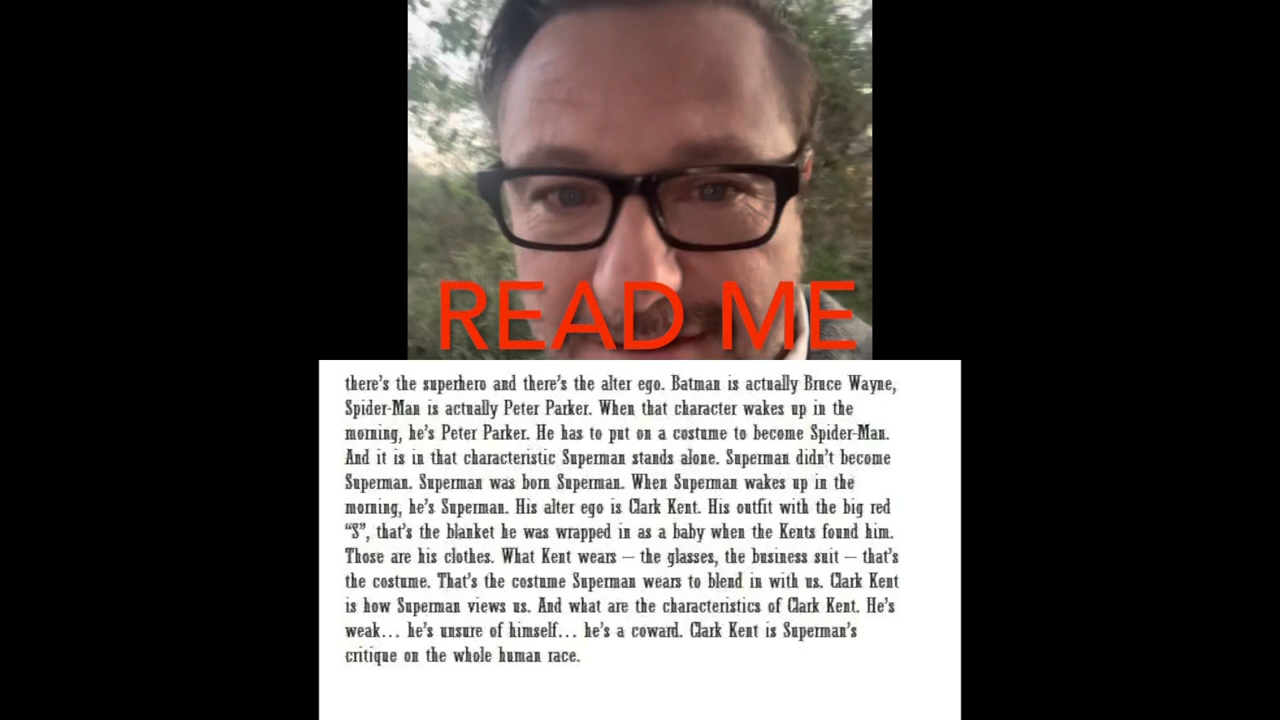 READ ME
there's the superhero and there's the alter ego. Batman is actually Bruce Wayne,
Spider-Man is actually Peter Parker. When that character wakes up in the
morning, he's Peter Parker. He has to put on a costume to become Spider-Man.
And it is in that characteristic Superman stands alone. Superman didn't become
Superman. Superman was born Superman. When Superman wakes up in the
morning, he's Superman. His alter ego is Clark Kent. His outfit with the big red
“S”, that's the blanket he was wrapped in as a baby when the Kents found him.
Those are his clothes. What Kent wears – the glasses, the business suit – that's
the costume. That's the costume Superman wears to blend in with us. Clark Kent
is how Superman views us. And what are the characteristics of Clark Kent. He's
weak… he's unsure of himself… he's a coward. Clark Kent is Superman's
critique on the whole human race.